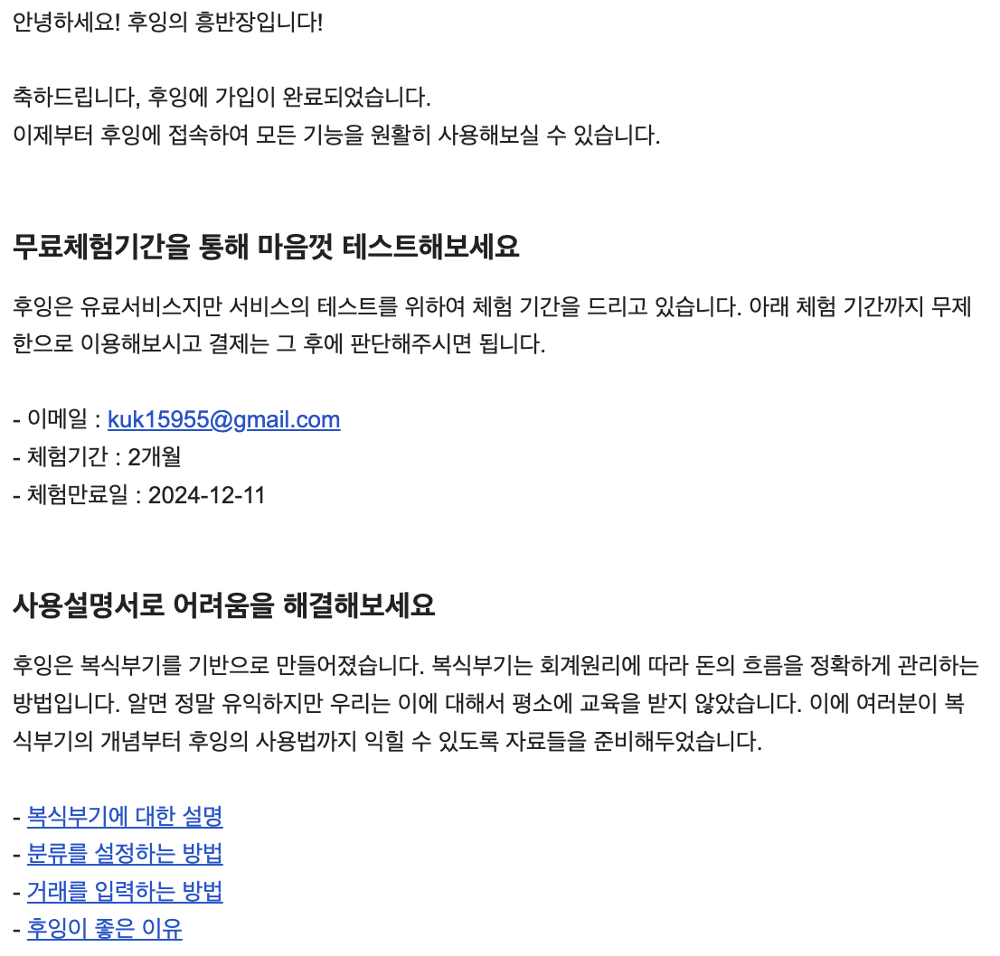 안녕하세요! 후잉의 흥반장입니다!
축하드립니다, 후잉에 가입이 완료되었습니다.
이제부터 후잉에 접속하여 모든 기능을 원활히 사용해보실 수 있습니다.
무료체험기간을 통해 마음껏 테스트해보세요
후잉은 유료서비스지만 서비스의 테스트를 위하여 체험 기간을 드리고 있습니다. 아래 체험 기간까지 무제
한으로 이용해보시고 결제는 그 후에 판단해주시면 됩니다.
- 이메일 : kuk15955@gmail.com
- 체험기간 : 2개월
- 체험만료일 : 2024-12-11
사용설명서로 어려움을 해결해보세요
후잉은 복식부기를 기반으로 만들어졌습니다. 복식부기는 회계원리에 따라 돈의 흐름을 정확하게 관리하는
방법입니다. 알면 정말 유익하지만 우리는 이에 대해서 평소에 교육을 받지 않았습니다. 이에 여러분이 복
식부기의 개념부터 후잉의 사용법까지 익힐 수 있도록 자료들을 준비해두었습니다.
- 복식부기에 대한 설명
- 분류를 설정하는 방법
- 거래를 입력하는 방법
- 후잉이 좋은 이유